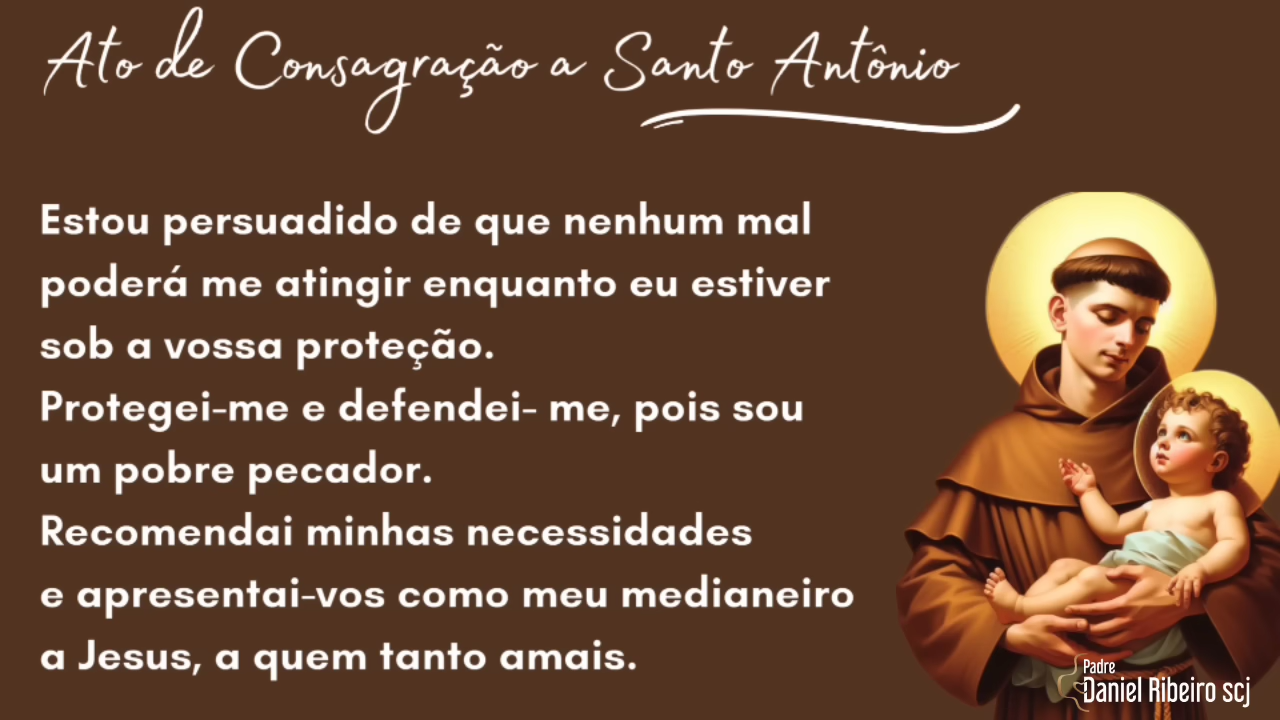 Ato de Consagração a Santo Antônio
Estou persuadido de que nenhum mal
poderá me atingir enquanto eu estiver
sob a vossa proteção.
Protegei-me e defendei- me, pois sou
um pobre pecador.
Recomendai minhas necessidades
e apresentai-vos como meu medianeiro
a Jesus, a quem tanto amais.
Padre
Daniel Ribeiro scj